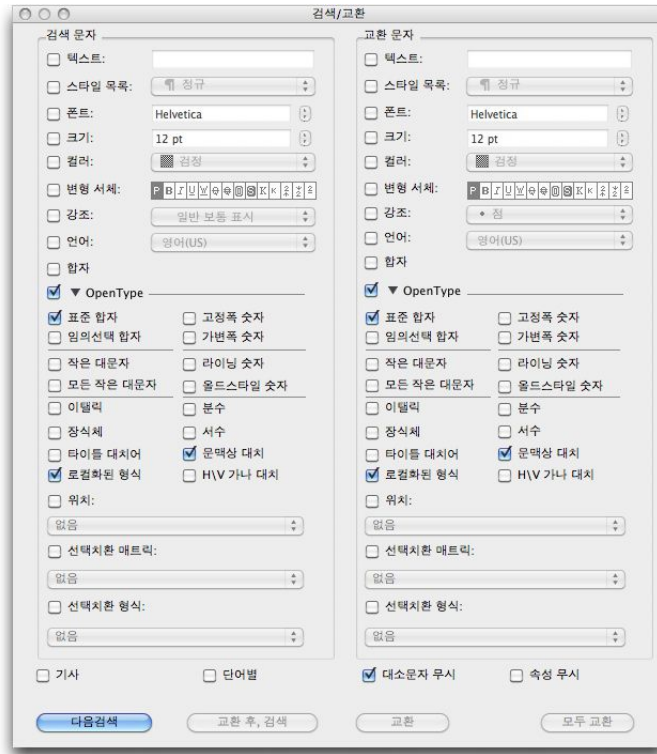 검색/교환
검색 문자
텍스트:
스타일 목록: ¶ 정규
폰트: Helvetica
크기: 12 pt
컬러: 검정
변형 서체: P B I U W
강조: 일반 보통 표시
언어: 영어(US)
합자
▼ OpenType
표준 합자 고정폭 숫자
임의선택 합자 가변폭 숫자
작은 대문자 라이닝 숫자
모든 작은 대문자 올드스타일 숫자
이탤릭 분수
장식체 서수
타이틀 대치어 문맥상 대치
로컬화된 형식 H\V 가나 대치
위치:
없음
선택치환 매트릭:
없음
선택치환 형식:
없음
교환 문자
텍스트:
스타일 목록: ¶ 정규
폰트: Helvetica
크기: 12 pt
컬러: 검정
변형 서체: P B I U W
강조: • 점
언어: 영어(US)
합자
▼ OpenType
표준 합자 고정폭 숫자
임의선택 합자 가변폭 숫자
작은 대문자 라이닝 숫자
모든 작은 대문자 올드스타일 숫자
이탤릭 분수
장식체 서수
타이틀 대치어 문맥상 대치
로컬화된 형식 H\V 가나 대치
위치:
없음
선택치환 매트릭:
없음
선택치환 형식:
없음
기사 단어별 대소문자 무시 속성 무시
다음검색 교환 후, 검색 교환 모두 교환